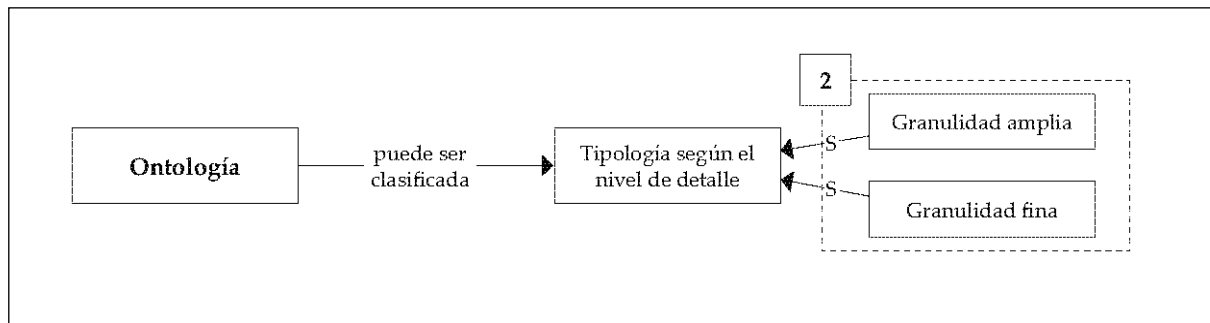 2
Granulidad amplia
S
Ontología
puede ser
clasificada
Tipología según el
nivel de detalle
S
Granulidad fina